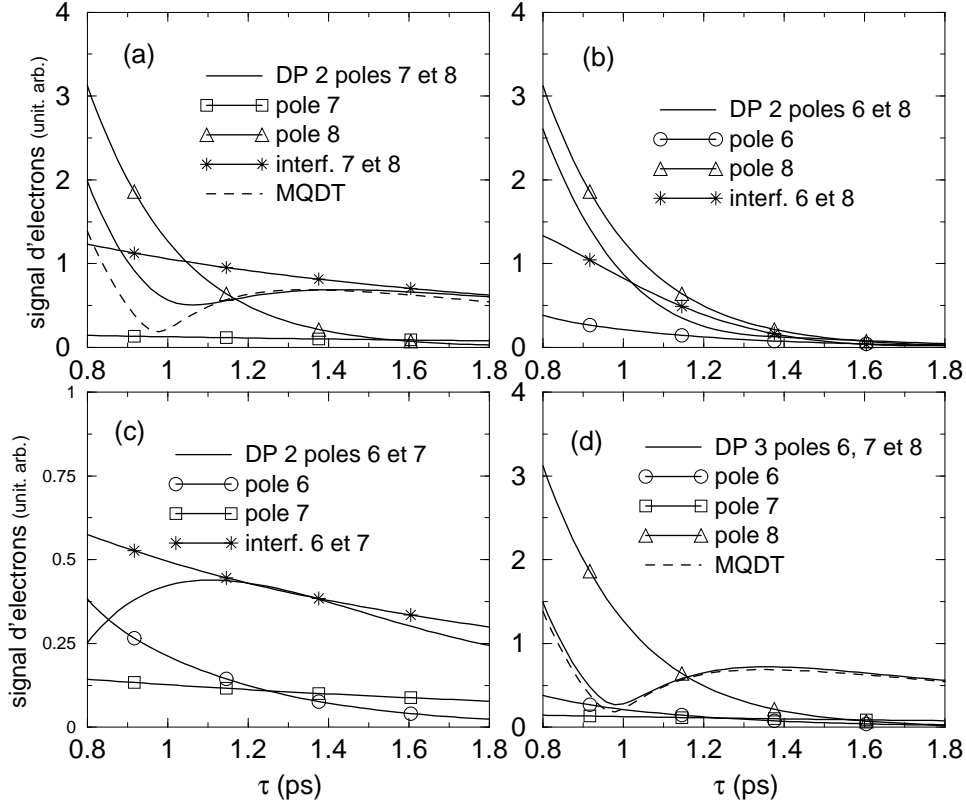 (a)
DP 2 poles 7 et 8
pole 7
pole 8
interf. 7 et 8
MQDT
signal d'electrons (unit. arb.)
4
3
2
1
0
0.8 1 1.2 1.4 1.6 1.8
(b)
DP 2 poles 6 et 8
pole 6
pole 8
interf. 6 et 8
4
3
2
1
0
0.8 1 1.2 1.4 1.6 1.8
(c)
DP 2 poles 6 et 7
pole 6
pole 7
interf. 6 et 7
signal d'electrons (unit. arb.)
1
0.75
0.5
0.25
0
0.8 1 1.2 1.4 1.6 1.8
τ (ps)
(d)
DP 3 poles 6, 7 et 8
pole 6
pole 7
pole 8
MQDT
4
3
2
1
0
0.8 1 1.2 1.4 1.6 1.8
τ (ps)